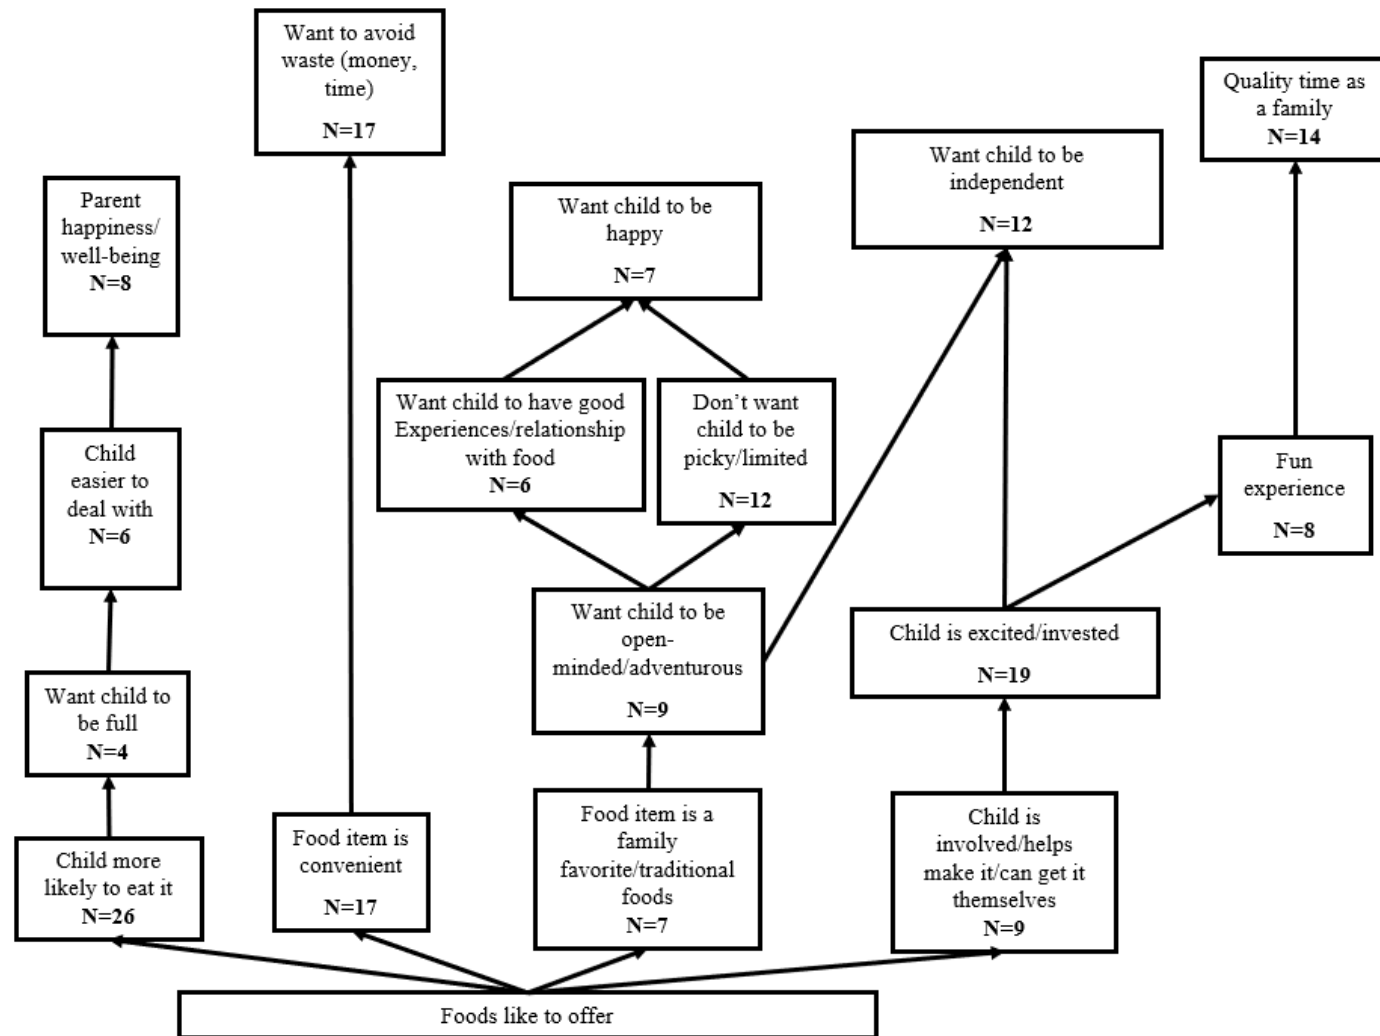 Want to avoid
waste (money,
time)
N=17
Quality time as
a family
N=14
Want child to be
independent
N=12
Parent
happiness/
well-being
N=8
Want child to be
happy
N=7
Want child to have good
Experiences/relationship
with food
N=6
Don’t want
child to be
picky/limited
N=12
Child
easier to
deal with
N=6
Fun
experience
N=8
Want child to be
open-
minded/adventurous
N=9
Child is excited/invested
N=19
Want child to
be full
N=4
Child more
likely to eat it
N=26
Food item is
convenient
N=17
Food item is a
family
favorite/traditional
foods
N=7
Child is
involved/helps
make it/can get it
themselves
N=9
Foods like to offer